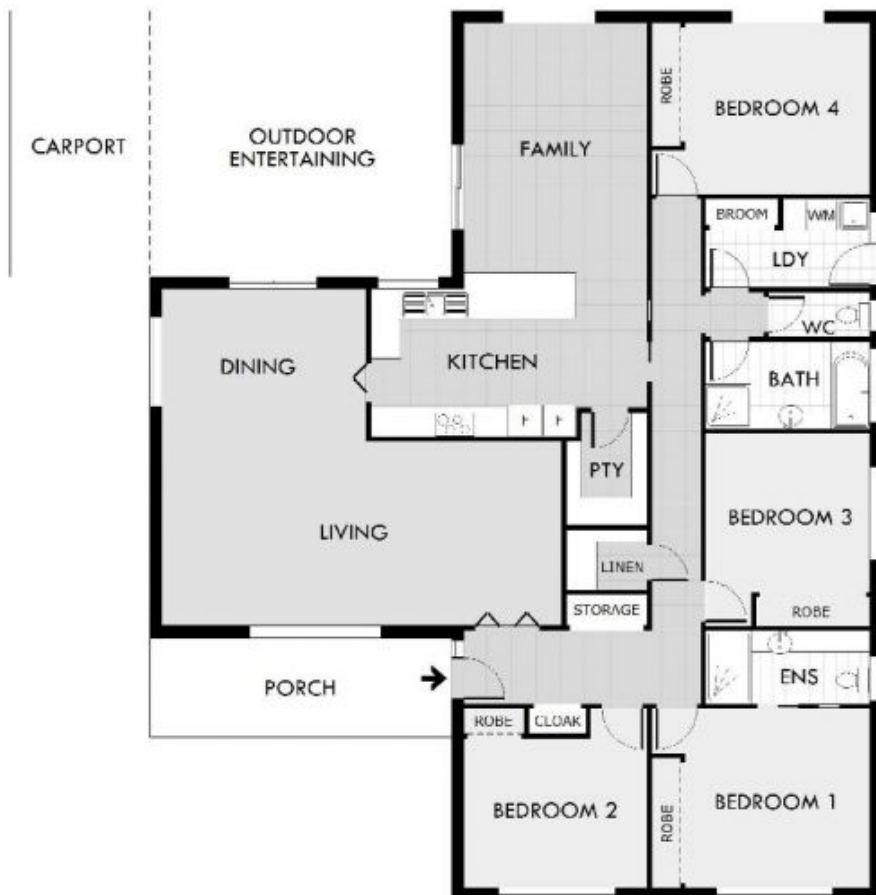 CARPORT
OUTDOOR
ENTERTAINING
FAMILY
ROBE
BEDROOM 4
BROOM
WM
LDY
WC
DINING
KITCHEN
BATH
PTY
LIVING
BEDROOM 3
LINEN
STORAGE
ROBE
PORCH
ENS
ROBE
CLOAK
BEDROOM 2
ROBE
BEDROOM 1